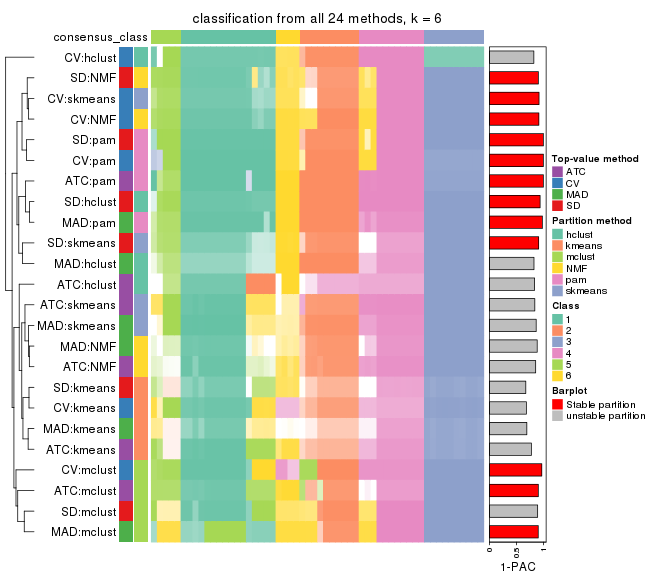 classification from all 24 methods, k = 6
consensus_class
CV:hclust
SD:NMF
CV:skmeans
CV:NMF
SD:pam
CV:pam
ATC:pam
SD:hclust
MAD:pam
SD:skmeans
MAD:hclust
ATC:hclust
ATC:skmeans
MAD:skmeans
MAD:NMF
ATC:NMF
SD:kmeans
CV:kmeans
MAD:kmeans
ATC:kmeans
CV:mclust
ATC:mclust
SD:mclust
MAD:mclust
0
0.5
1
1-PAC
Top-value method
ATC
CV
MAD
SD
Partition method
hclust
kmeans
mclust
NMF
pam
skmeans
Class
1
2
3
4
5
6
Barplot
Stable partition
unstable partition